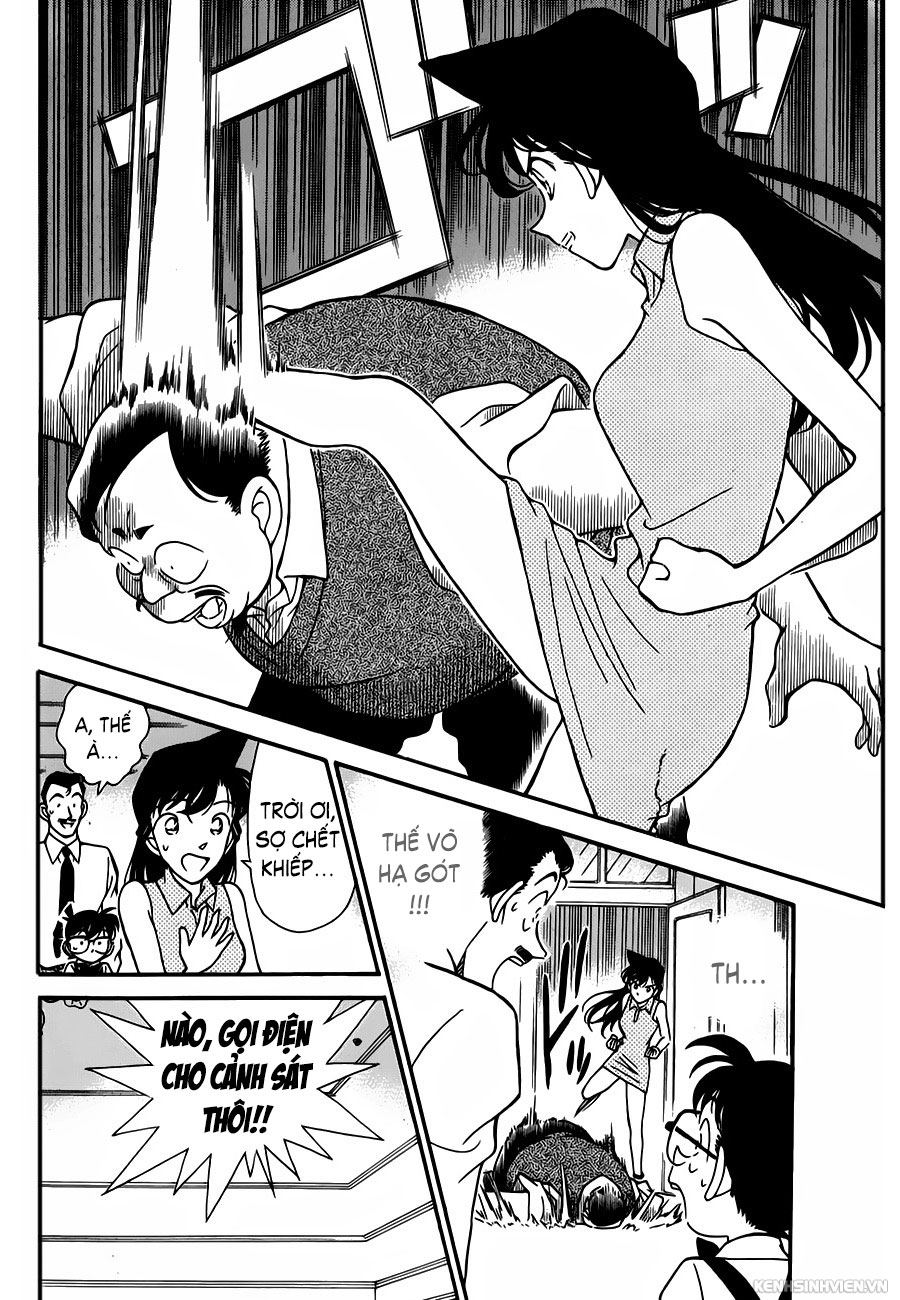 TH...
THẾ VÕ
HẠ GÓT
!!!
TRỜI ƠI,
SỢ CHẾT
KHIẾP...
A, THẾ
À...
NÀO, GỌI ĐIỆN
CHO CẢNH SÁT
THÔI!!
KENHSINHVIEN.VN